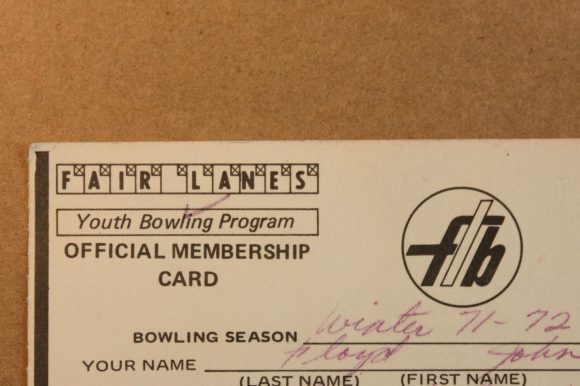 FAIR LANES
Youth Bowling Program
OFFICIAL MEMBERSHIP
CARD
flb
BOWLING SEASON Winter 71-72
YOUR NAME Floyd John
(LAST NAME) (FIRST NAME)